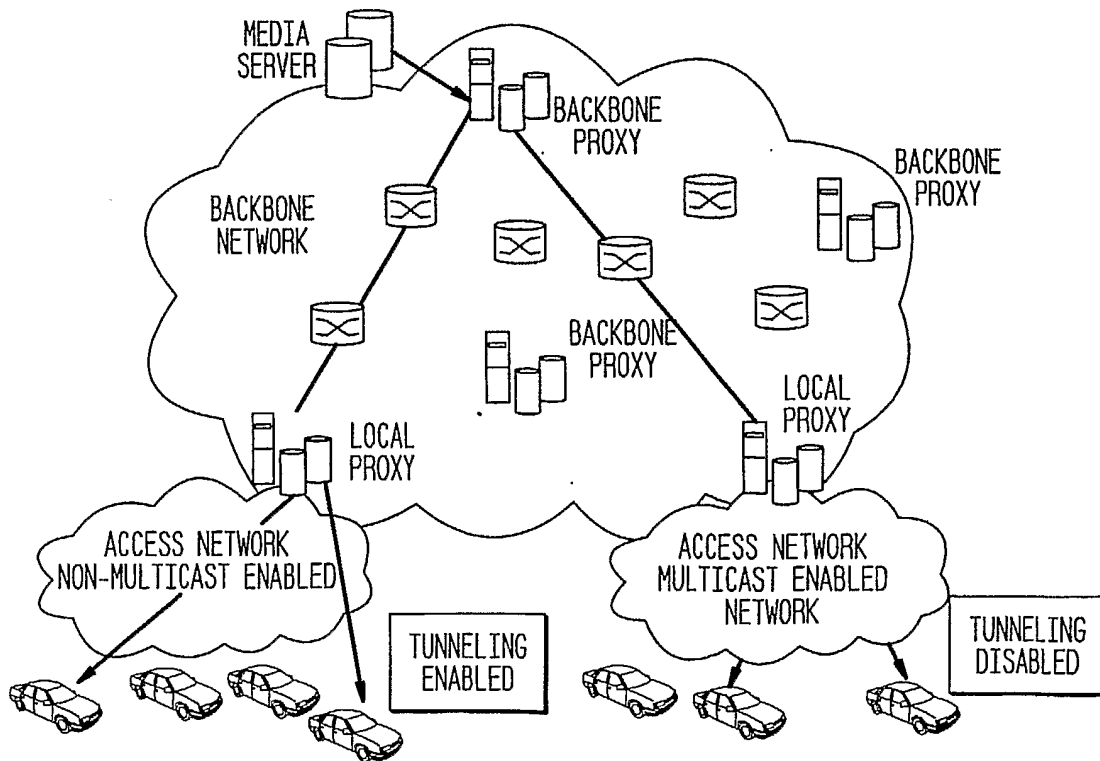 MEDIA
SERVER
BACKBONE
PROXY
BACKBONE
PROXY
BACKBONE
NETWORK
BACKBONE
PROXY
LOCAL
PROXY
LOCAL
PROXY
ACCESS NETWORK
NON-MULTICAST ENABLED
ACCESS NETWORK
MULTICAST ENABLED
NETWORK
TUNNELING
ENABLED
TUNNELING
DISABLED